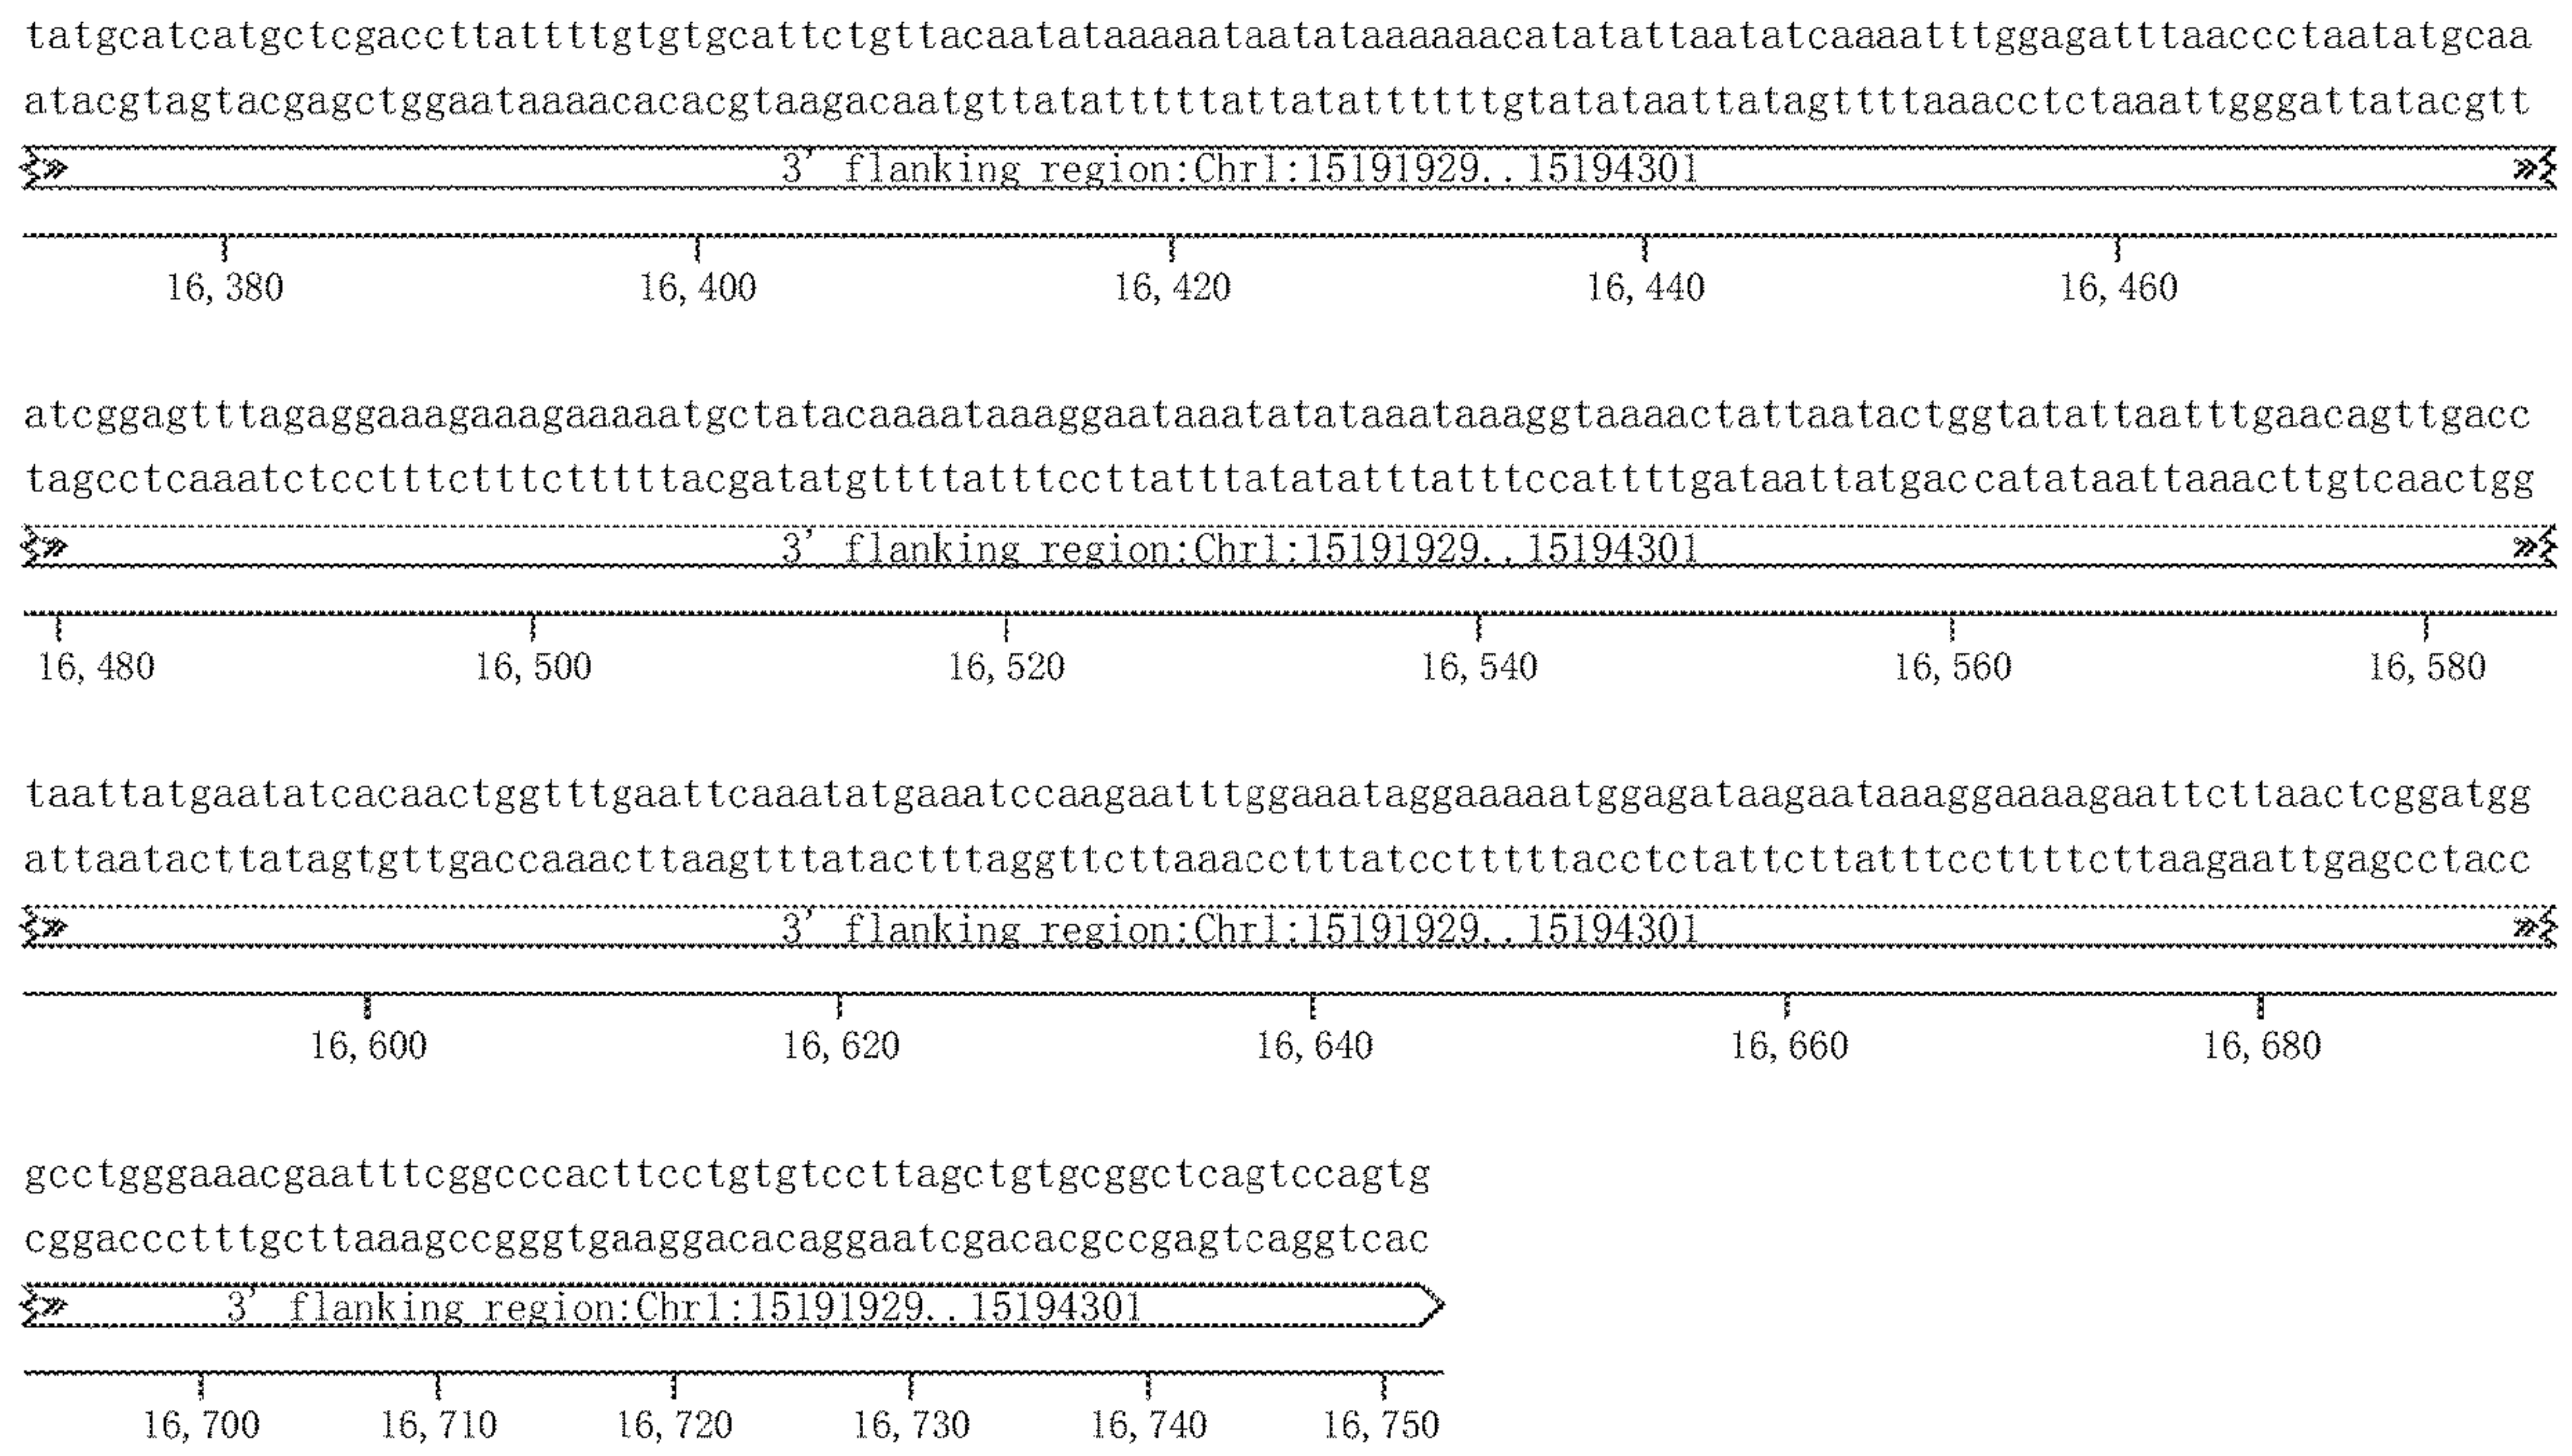 tatgcatcatgctcgaccttattttgtgtgcattctgttacaatataaaaataatataaaaaacatatattaatatcaaaatttggagatttaaccctaatatgcaa
atacgtagtacgagctggaataaaacacacgtaagacaatgttatatttttattatattttttgtatataattatagttttaaacctctaaattgggattatacgtt
3' flanking region:Chr1:15191929..15194301
16,380 16,400 16,420 16,440 16,460
atcggagtttagaggaaagaaagaaaaatgctatacaaaataaaggaataaatatataaataaaggtaaaactattaatactggtatattaatttgaacagttgacc
tagcctcaaatctcctttctttctttttacgatatgttttatttccttatttatatatttatttccattttgataattatgaccatataattaaacttgtcaactgg
3' flanking region:Chr1:15191929..15194301
16,480 16,500 16,520 16,540 16,560 16,580
taattatgaatatcacaactggtttgaattcaaatatgaaatccaagaatttggaaataggaaaaatggagataagaataaaggaaaagaattcttaactcggatgg
attaatacttatagtgttgaccaaacttaagtttatactttaggttcttaaacctttatcctttttacctctattcttatttccttttcttaagaattgagcctacc
3' flanking region:Chr1:15191929..15194301
16,600 16,620 16,640 16,660 16,680
gcctgggaaacgaatttcggcccacttcctgtgtccttagctgtgcggctcagtccagtg
cggaccctttgcttaaagccgggtgaaggacacaggaatcgacacgccgagtcaggtcac
3' flanking region:Chr1:15191929..15194301
16,700 16,710 16,720 16,730 16,740 16,750